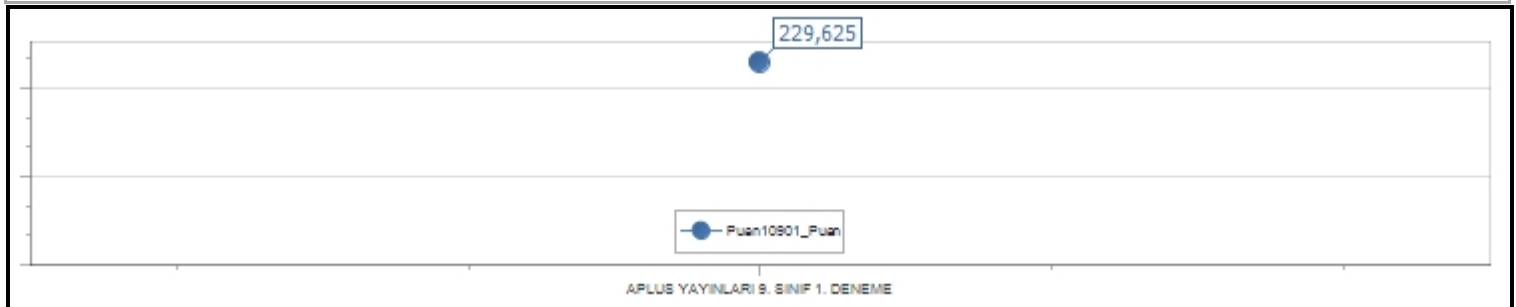 229,625
Puan10901_Puan
APLUS YAYINLARI 9. SINIF 1. DENEME